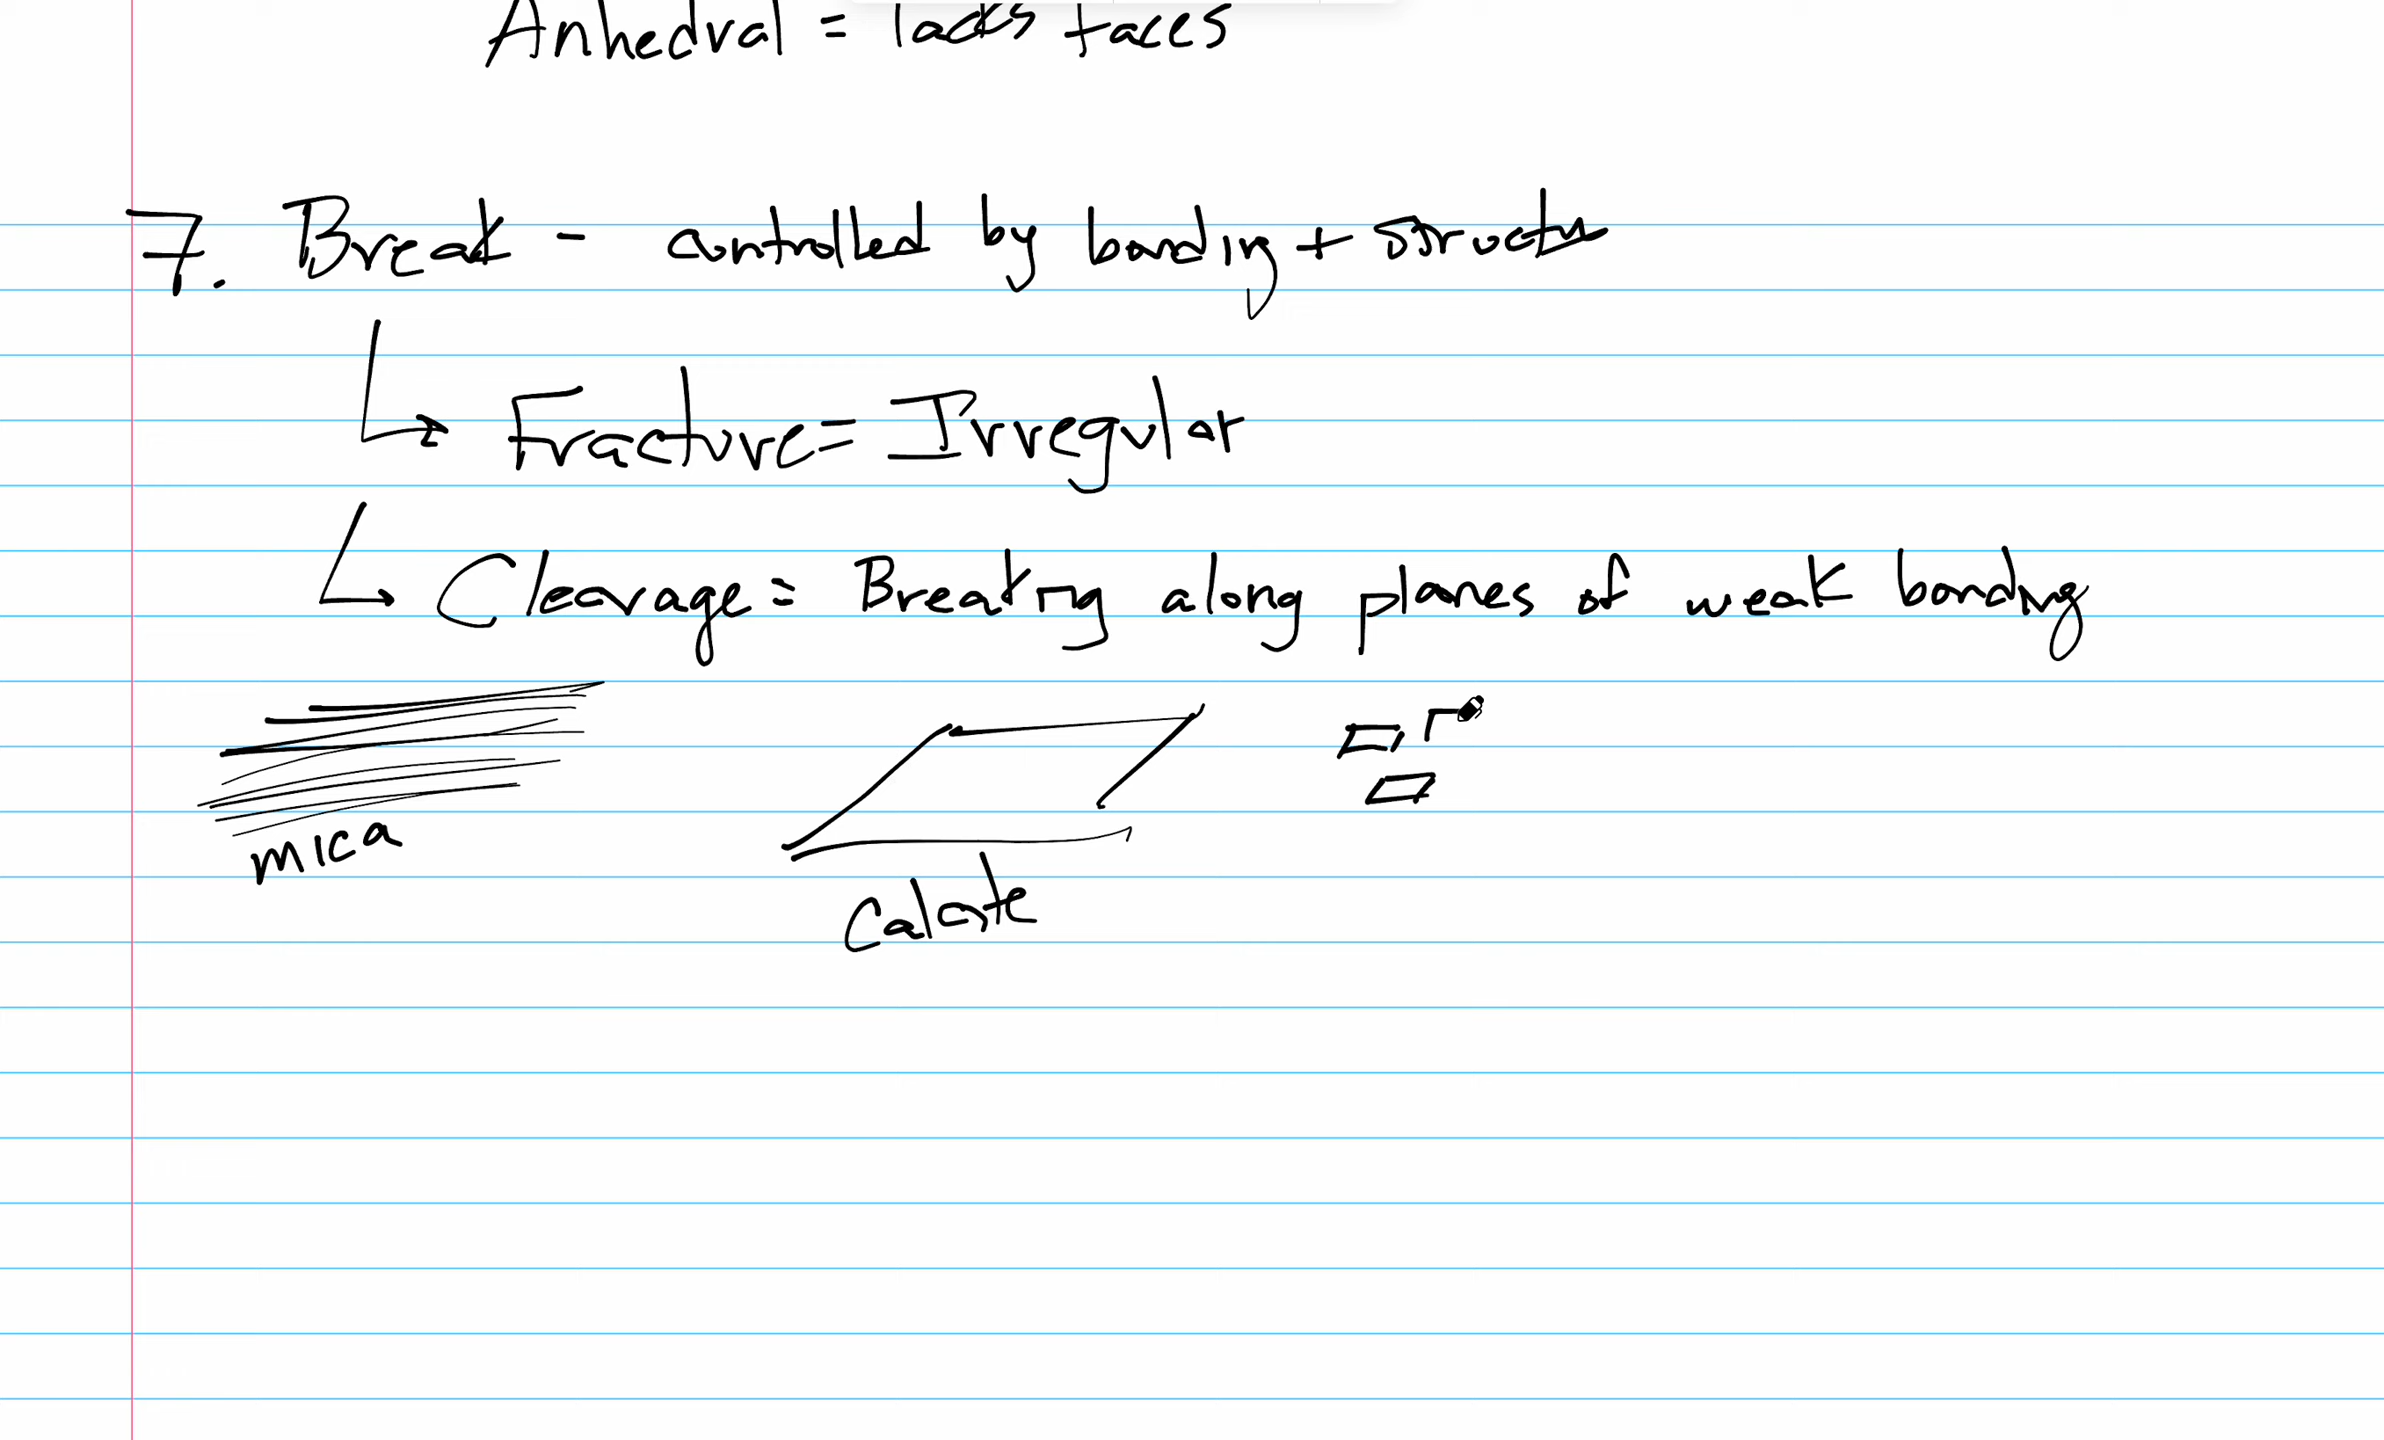 Anhedral = lacks faces
7. Break - controlled by bonding + structu
Fracture = Irregular
Cleavage = Breaking along planes of weak bonding
mica
Calcite